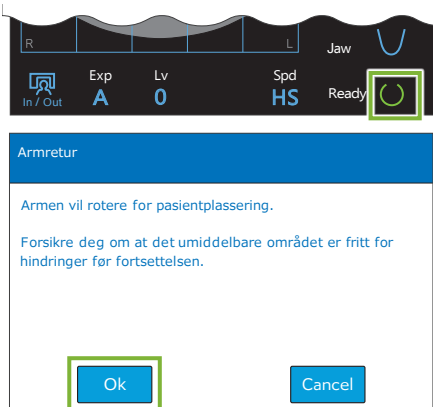 R L Jaw
Exp Lv Spd
In / Out A 0 HS Ready
Armretur
Armen vil rotere for pasientplassering.
Forsikre deg om at det umiddelbare området er fritt for
hindringer før fortsettelsen.
Ok Cancel